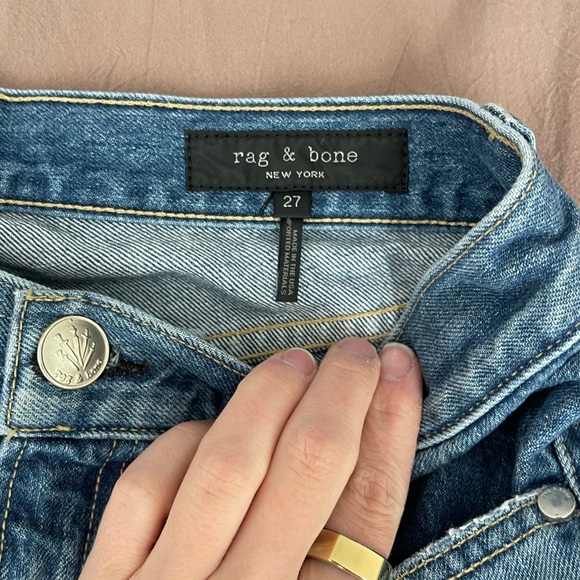 rag & bone
NEW YORK
27
MADE IN THE USA
IMPORTED MATERIALS
rag & bone